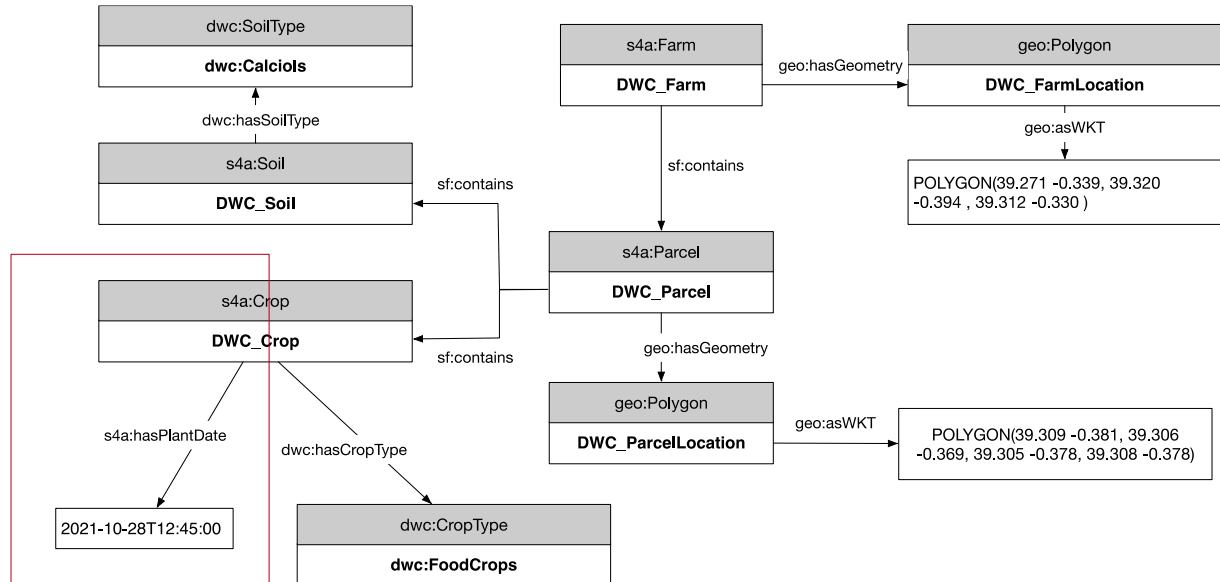 dwc:SoilType
dwc:Calciols
dwc:hasSoilType
s4a:Soil
DWC_Soil
sf:contains
s4a:Farm
DWC_Farm
geo:hasGeometry
geo:Polygon
DWC_FarmLocation
geo:asWKT
POLYGON(39.271 -0.339, 39.320
-0.394 , 39.312 -0.330 )
sf:contains
s4a:Parcel
DWC_Parcel
s4a:Crop
DWC_Crop
sf:contains
geo:hasGeometry
geo:Polygon
DWC_ParcelLocation
geo:asWKT
POLYGON(39.309 -0.381, 39.306
-0.369, 39.305 -0.378, 39.308 -0.378)
s4a:hasPlantDate
2021-10-28T12:45:00
dwc:hasCropType
dwc:CropType
dwc:FoodCrops